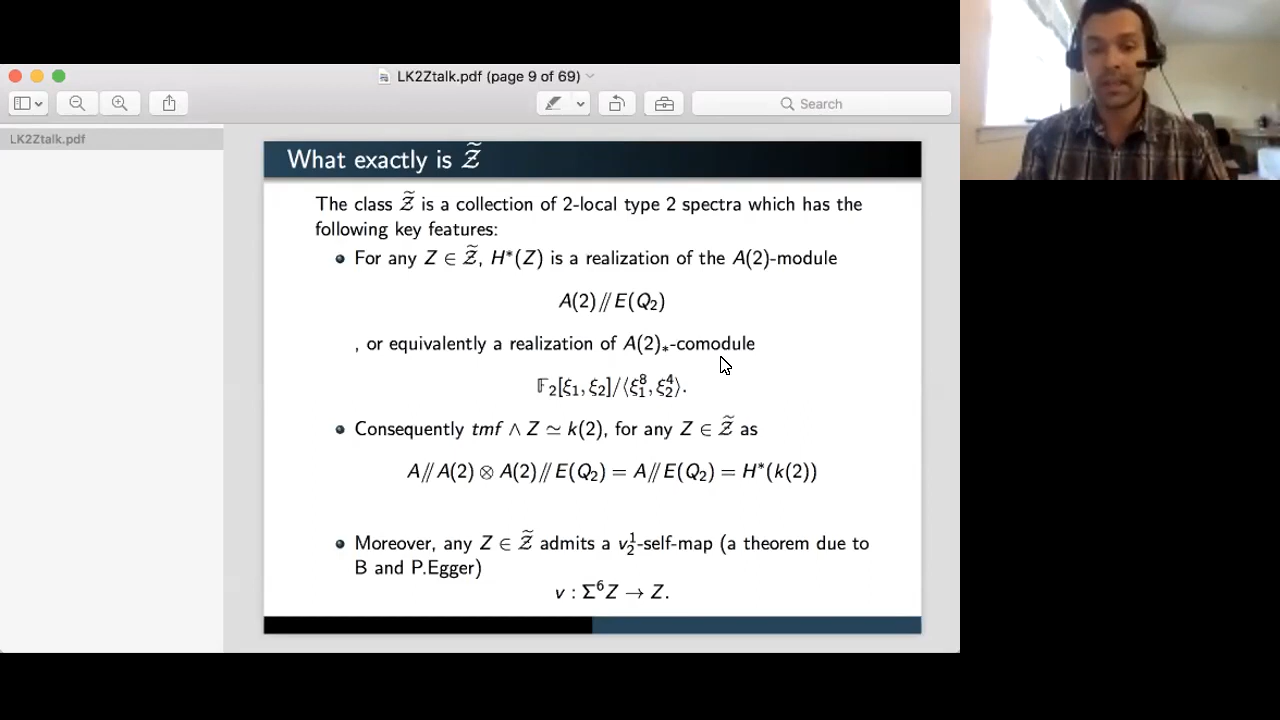 LK2Ztalk.pdf (page 9 of 69)
Search
LK2Ztalk.pdf
What exactly is 𝒵̃
The class 𝒵̃ is a collection of 2-local type 2 spectra which has the
following key features:
For any Z ∈ 𝒵̃, H*(Z) is a realization of the A(2)-module
A(2)//E(Q₂)
, or equivalently a realization of A(2)₊-comodule
𝔽₂[ξ₁, ξ₂]/⟨ξ₁⁸, ξ₂⁴⟩.
Consequently tmf ∧ Z ≃ k(2), for any Z ∈ 𝒵̃ as
A//A(2) ⊗ A(2)//E(Q₂) = A//E(Q₂) = H*(k(2))
Moreover, any Z ∈ 𝒵̃ admits a v₂¹-self-map (a theorem due to
B and P.Egger)
v : Σ⁶Z → Z.